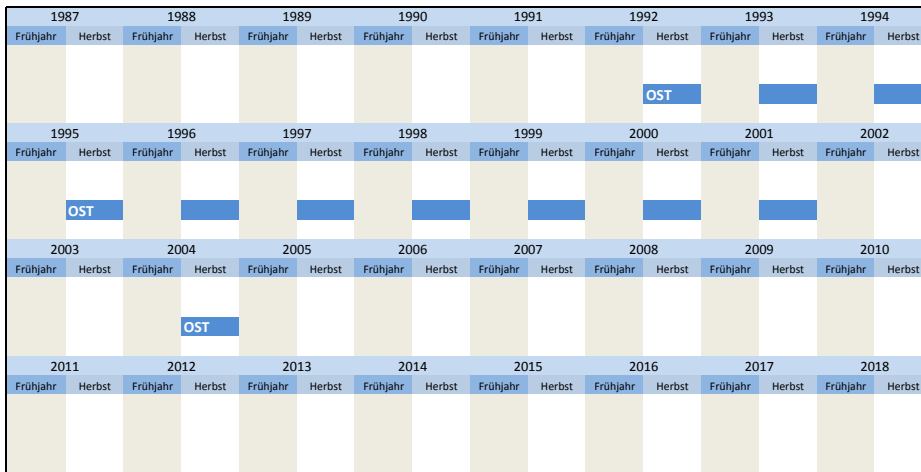 1987 1988 1989 1990 1991 1992 1993 1994
Frühjahr Herbst Frühjahr Herbst Frühjahr Herbst Frühjahr Herbst Frühjahr Herbst Frühjahr Herbst Frühjahr Herbst Frühjahr Herbst
OST
1995 1996 1997 1998 1999 2000 2001 2002
Frühjahr Herbst Frühjahr Herbst Frühjahr Herbst Frühjahr Herbst Frühjahr Herbst Frühjahr Herbst Frühjahr Herbst Frühjahr Herbst
OST
2003 2004 2005 2006 2007 2008 2009 2010
Frühjahr Herbst Frühjahr Herbst Frühjahr Herbst Frühjahr Herbst Frühjahr Herbst Frühjahr Herbst Frühjahr Herbst Frühjahr Herbst
OST
2011 2012 2013 2014 2015 2016 2017 2018
Frühjahr Herbst Frühjahr Herbst Frühjahr Herbst Frühjahr Herbst Frühjahr Herbst Frühjahr Herbst Frühjahr Herbst Frühjahr Herbst